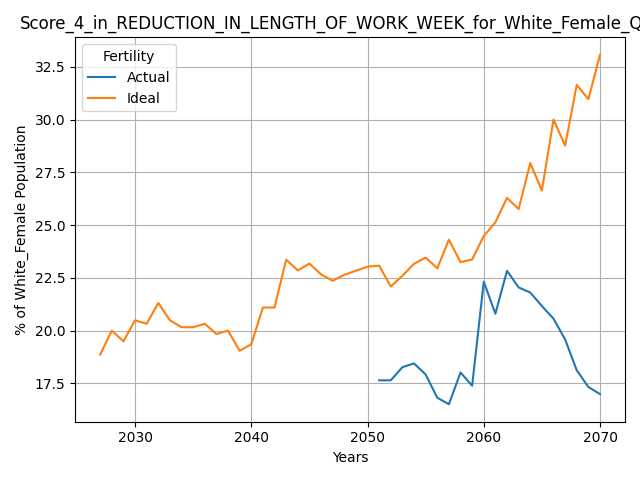 Score_4_in_REDUCTION_IN_LENGTH_OF_WORK_WEEK_for_White_Female_Q
Fertility
Actual
Ideal
32.5
30.0
27.5
25.0
22.5
20.0
17.5
% of White_Female Population
2030 2040 2050 2060 2070
Years